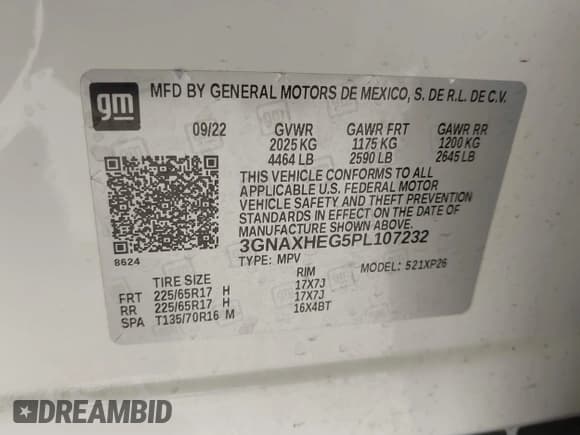 gm
MFD BY GENERAL MOTORS DE MEXICO, S. DE R.L. DE C.V.
09/22 GVWR GAWR FRT GAWR RR
2025 KG 1175 KG 1200 KG
4464 LB 2590 LB 2645 LB
THIS VEHICLE CONFORMS TO ALL
APPLICABLE U.S. FEDERAL MOTOR
VEHICLE SAFETY AND THEFT PREVENTION
STANDARDS IN EFFECT ON THE DATE OF
MANUFACTURE SHOWN ABOVE.
8624 3GNAXHEG5PL107232
TYPE: MPV MODEL: 521XP26
TIRE SIZE RIM
FRT 225/65R17 H 17X7J
RR 225/65R17 H 17X7J
SPA T135/70R16 M 16X4BT
DREAMBID